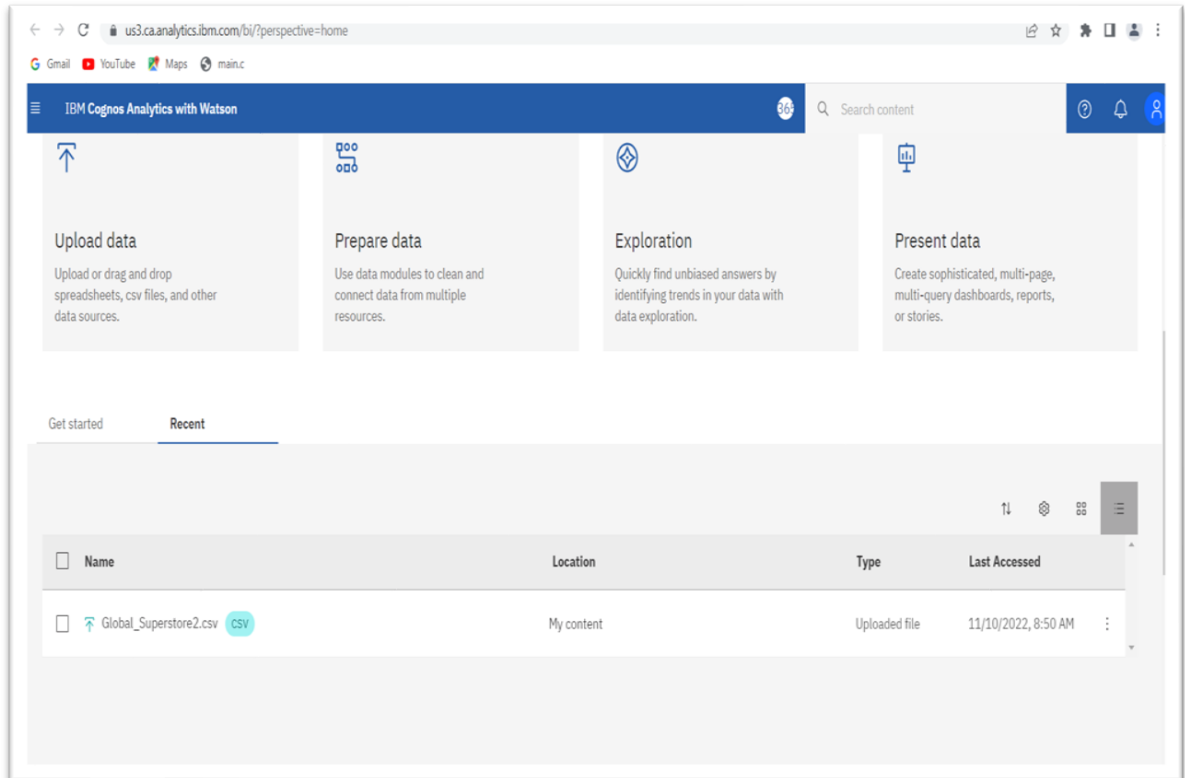 us3.ca.analytics.ibm.com/bi/?perspective=home
Gmail YouTube Maps main.c
IBM Cognos Analytics with Watson
Search content
Upload data
Upload or drag and drop
spreadsheets, csv files, and other
data sources.
Prepare data
Use data modules to clean and
connect data from multiple
resources.
Exploration
Quickly find unbiased answers by
identifying trends in your data with
data exploration.
Present data
Create sophisticated, multi-page,
multi-query dashboards, reports,
or stories.
Get started Recent
Name Location Type Last Accessed
Global_Superstore2.csv CSV My content Uploaded file 11/10/2022, 8:50 AM